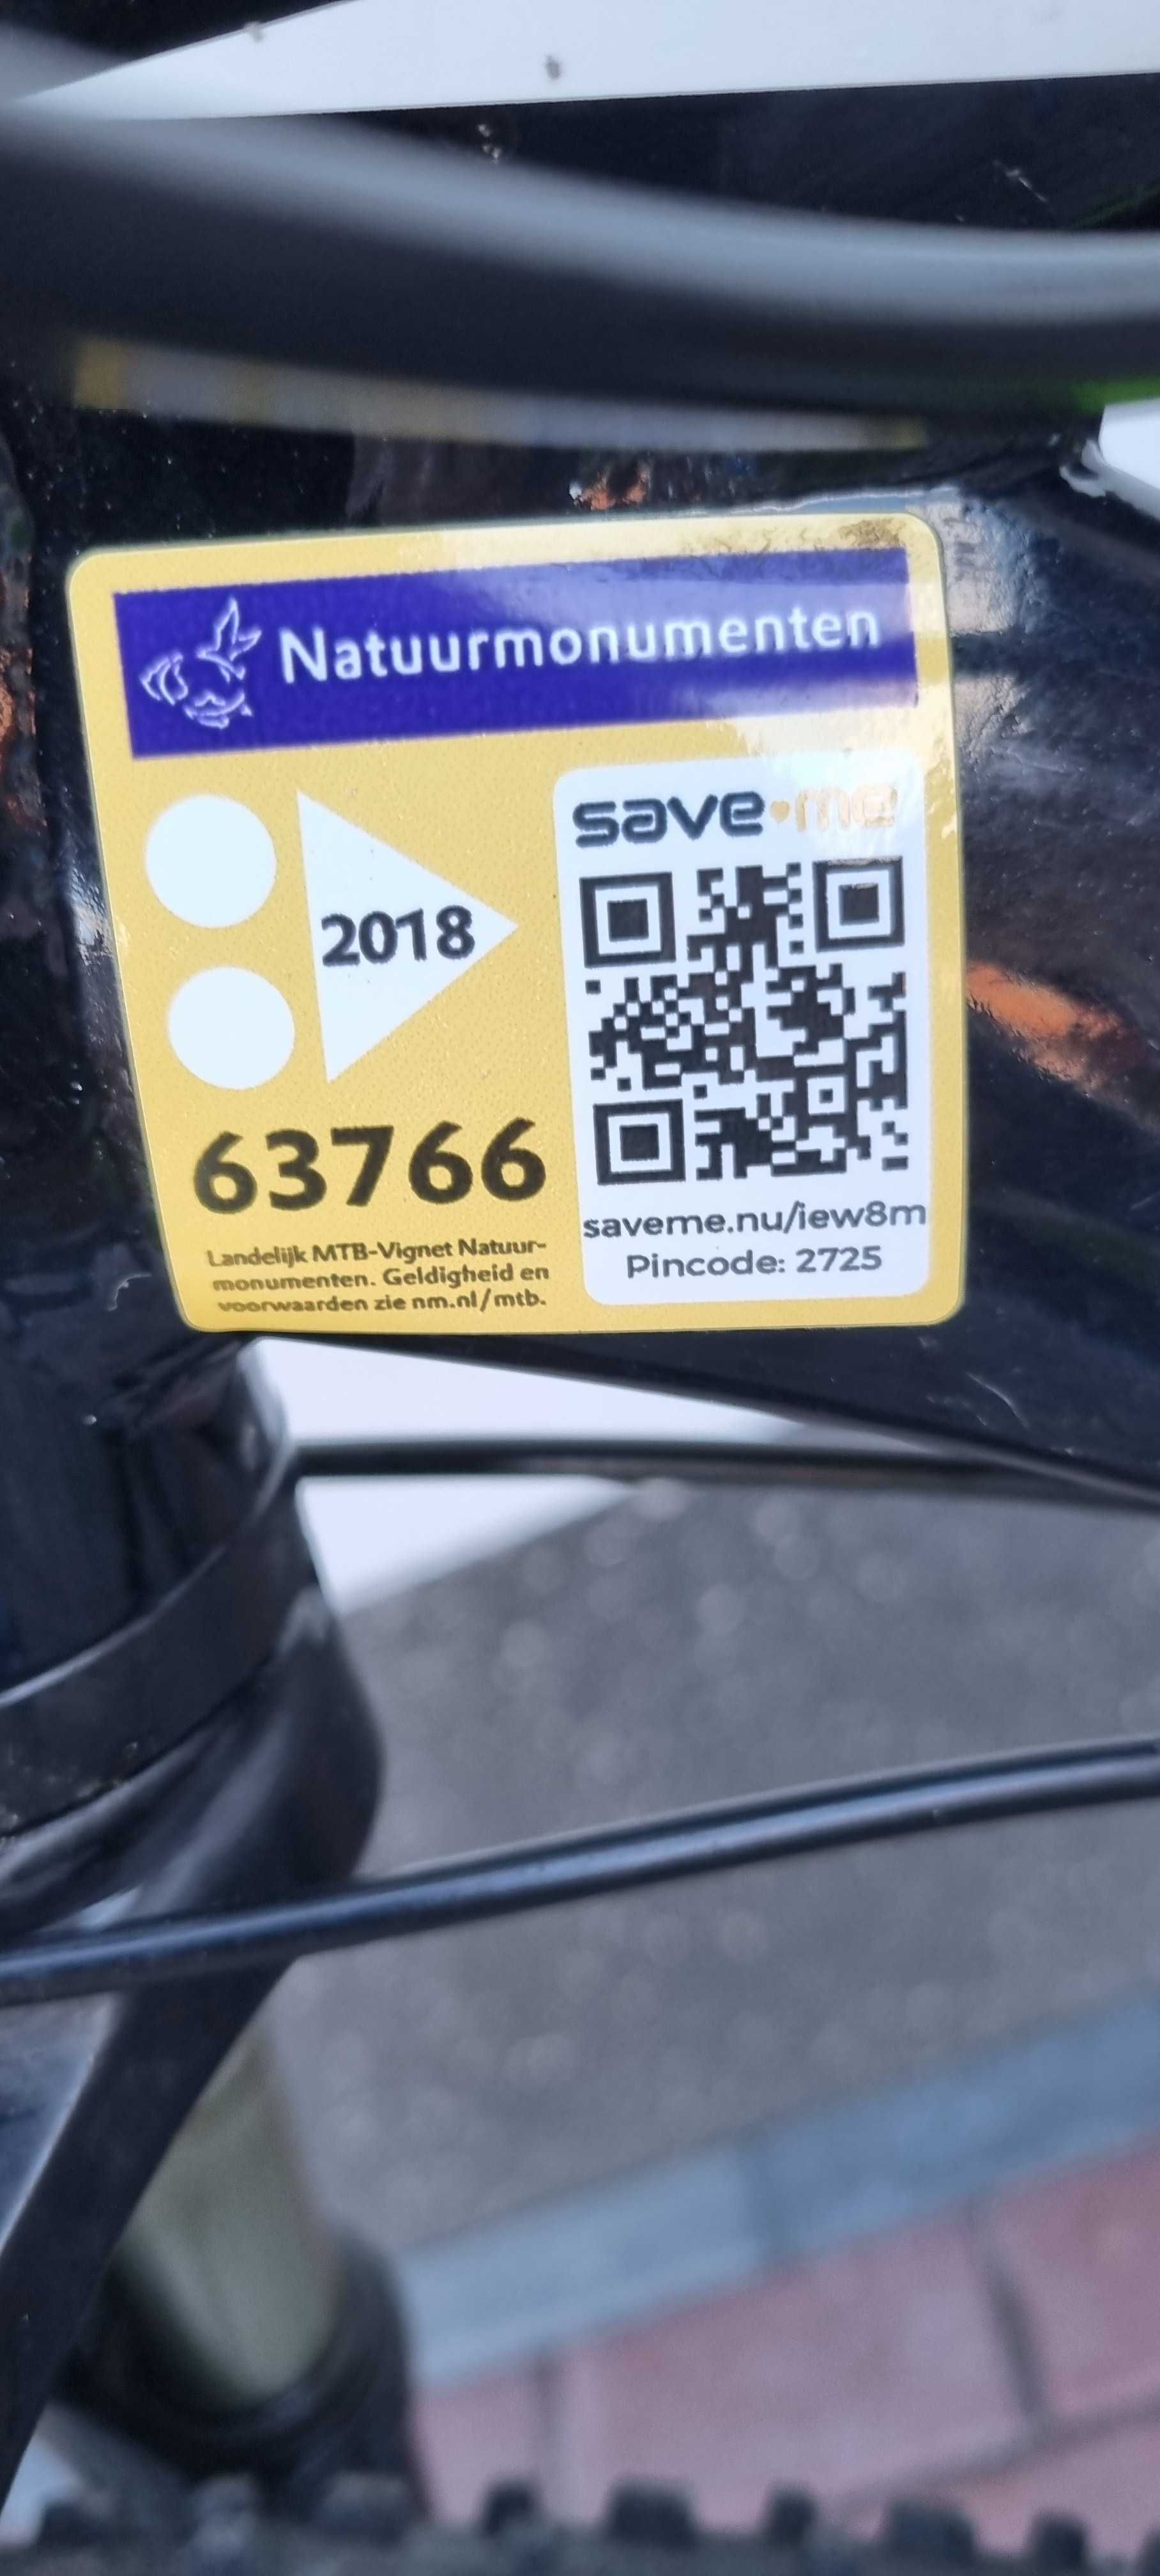 Natuurmonumenten
save♥me
2018
63766
Landelijk MTB-Vignet Natuur-
monumenten. Geldigheid en
voorwaarden zie nm.nl/mtb.
saveme.nu/iew8m
Pincode: 2725